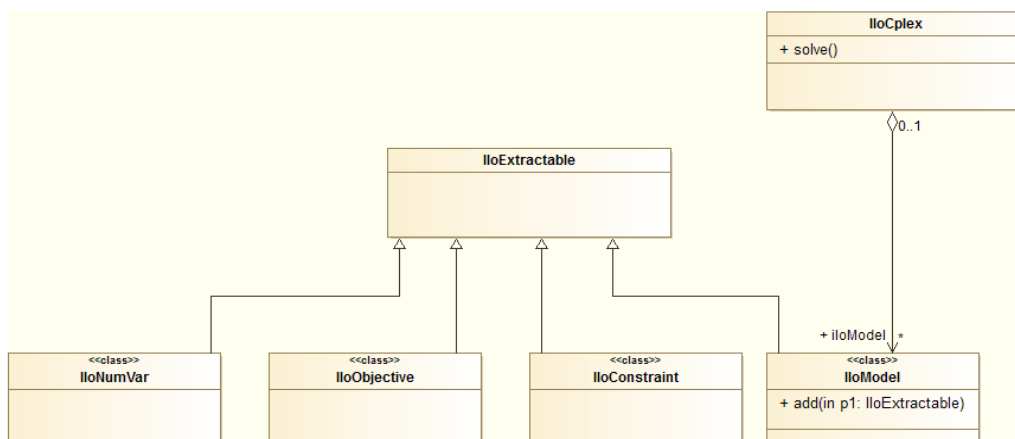 IloCplex
+ solve()
0..1
IloExtractable
+ iloModel
*
<<class>>
IloNumVar
<<class>>
IloObjective
<<class>>
IloConstraint
<<class>>
IloModel
+ add(in p1: IloExtractable)